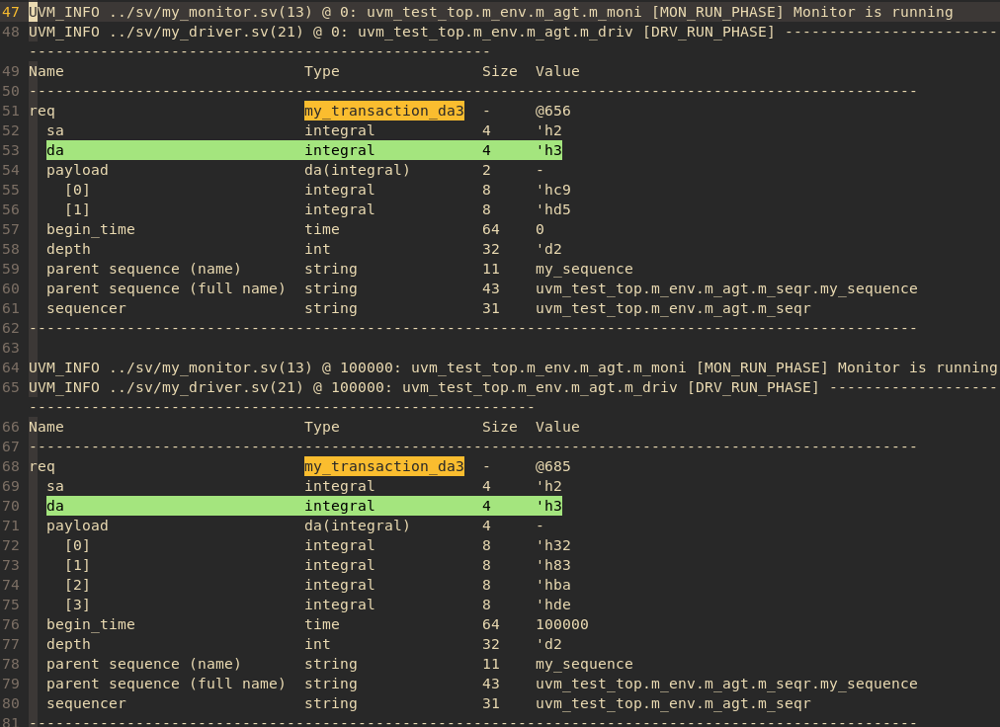 47 UVM_INFO ../sv/my_monitor.sv(13) @ 0: uvm_test_top.m_env.m_agt.m_moni [MON_RUN_PHASE] Monitor is running
48 UVM_INFO ../sv/my_driver.sv(21) @ 0: uvm_test_top.m_env.m_agt.m_driv [DRV_RUN_PHASE] ------------------------
----------------------------------------------------
49 Name                           Type                Size  Value
50 ----------------------------------------------------------------------------------------------------
51 req                            my_transaction_da3  -     @656
52   sa                           integral            4     'h2
53   da                           integral            4     'h3
54   payload                      da(integral)        2     -
55     [0]                        integral            8     'hc9
56     [1]                        integral            8     'hd5
57   begin_time                   time                64    0
58   depth                        int                 32    'd2
59   parent sequence (name)       string              11    my_sequence
60   parent sequence (full name)  string              43    uvm_test_top.m_env.m_agt.m_seqr.my_sequence
61   sequencer                    string              31    uvm_test_top.m_env.m_agt.m_seqr
62 ----------------------------------------------------------------------------------------------------
63
64 UVM_INFO ../sv/my_monitor.sv(13) @ 100000: uvm_test_top.m_env.m_agt.m_moni [MON_RUN_PHASE] Monitor is running
65 UVM_INFO ../sv/my_driver.sv(21) @ 100000: uvm_test_top.m_env.m_agt.m_driv [DRV_RUN_PHASE] -------------------
---------------------------------------------------------
66 Name                           Type                Size  Value
67 ----------------------------------------------------------------------------------------------------
68 req                            my_transaction_da3  -     @685
69   sa                           integral            4     'h2
70   da                           integral            4     'h3
71   payload                      da(integral)        4     -
72     [0]                        integral            8     'h32
73     [1]                        integral            8     'h83
74     [2]                        integral            8     'hba
75     [3]                        integral            8     'hde
76   begin_time                   time                64    100000
77   depth                        int                 32    'd2
78   parent sequence (name)       string              11    my_sequence
79   parent sequence (full name)  string              43    uvm_test_top.m_env.m_agt.m_seqr.my_sequence
80   sequencer                    string              31    uvm_test_top.m_env.m_agt.m_seqr
81 ----------------------------------------------------------------------------------------------------